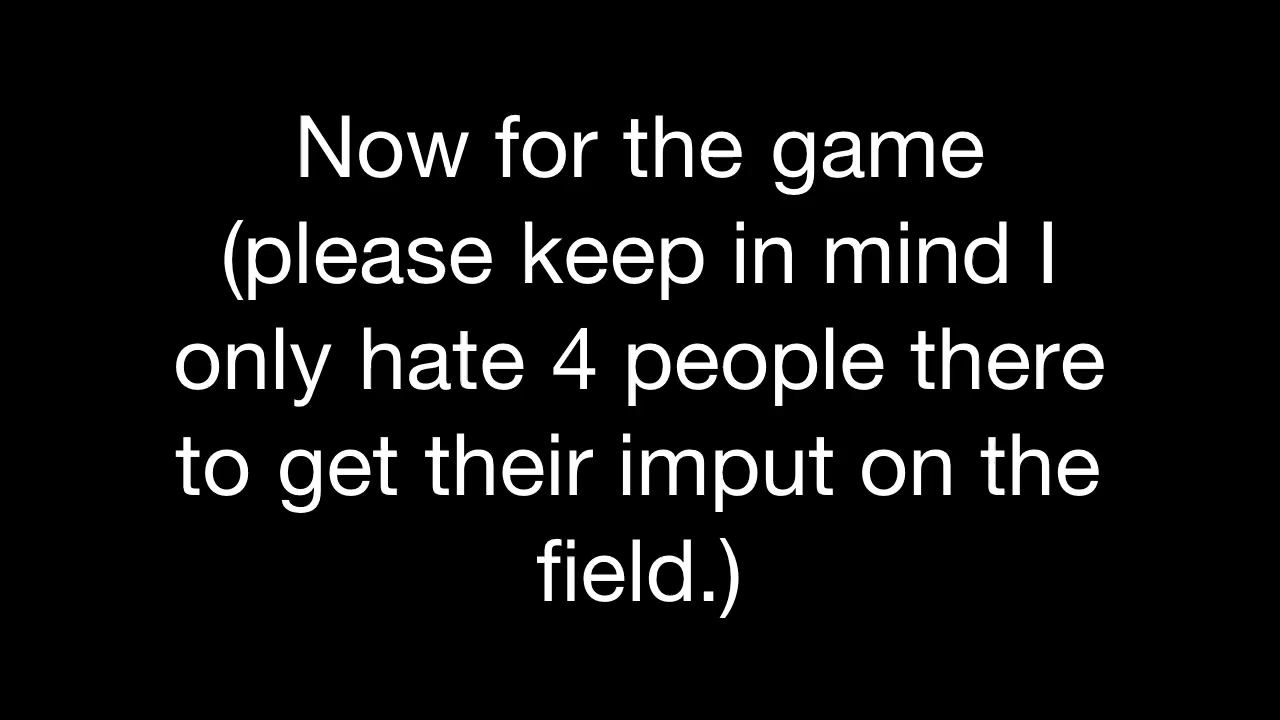 Now for the game
(please keep in mind I
only hate 4 people there
to get their imput on the
field.)